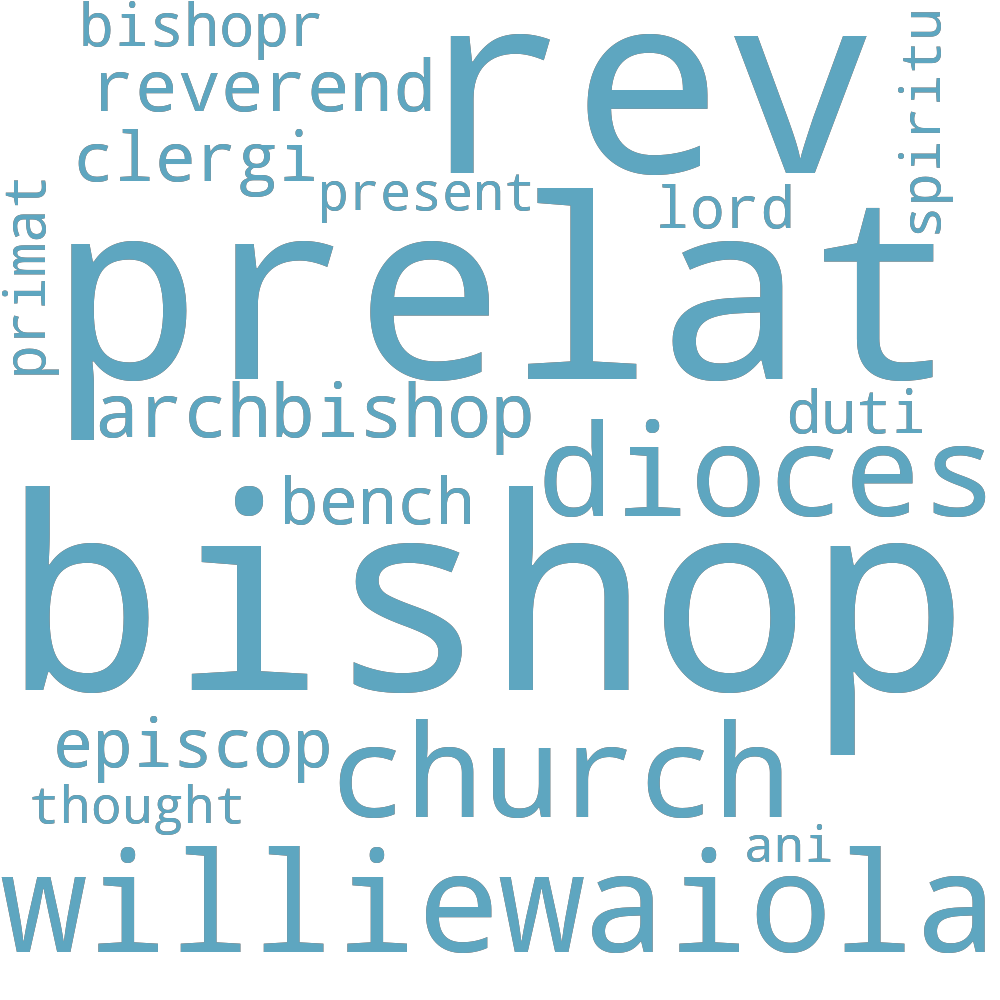 bishopr
rev
spiritu
reverend
clergi
present
lord
primat
prelat
archbishop
duti
dioces
bench
bishop
episcop
church
thought
ani
williewaiola